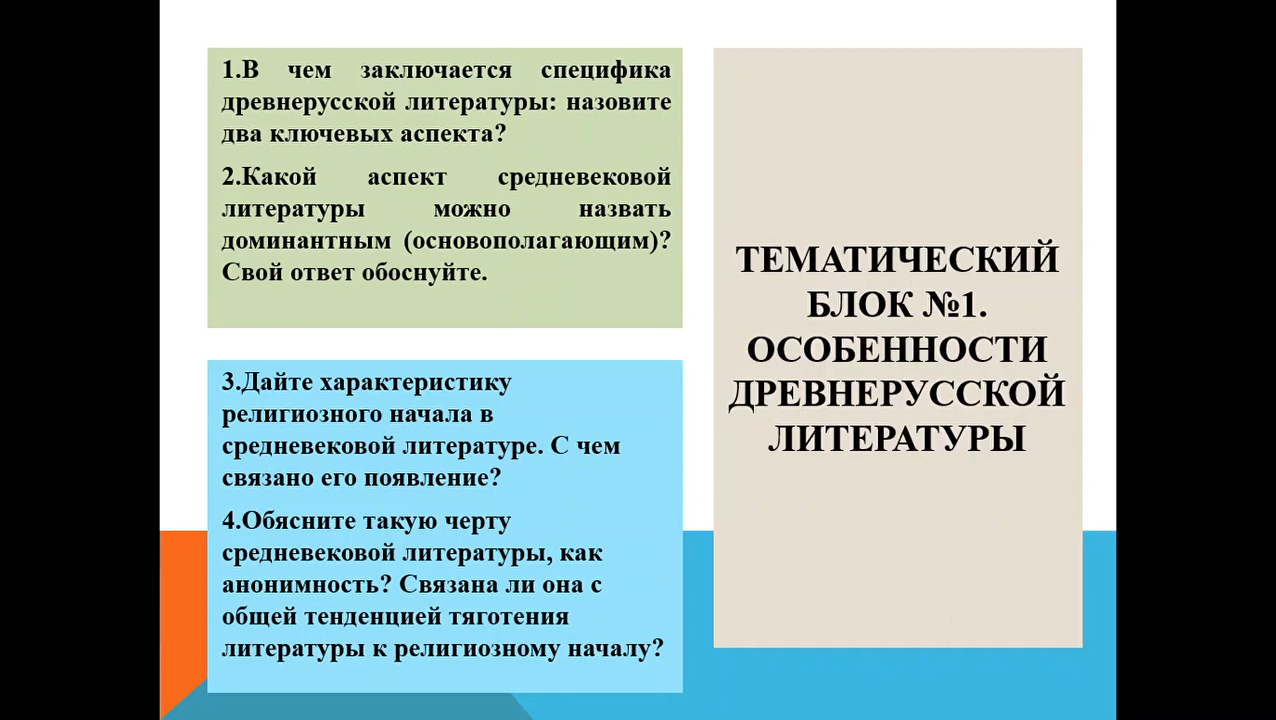 1.В чем заключается специфика
древнерусской литературы: назовите
два ключевых аспекта?
2.Какой аспект средневековой
литературы можно назвать
доминантным (основополагающим)?
Свой ответ обоснуйте.
3.Дайте характеристику
религиозного начала в
средневековой литературе. С чем
связано его появление?
4.Обясните такую черту
средневековой литературы, как
анонимность? Связана ли она с
общей тенденцией тяготения
литературы к религиозному началу?
ТЕМАТИЧЕСКИЙ
БЛОК №1.
ОСОБЕННОСТИ
ДРЕВНЕРУССКОЙ
ЛИТЕРАТУРЫ